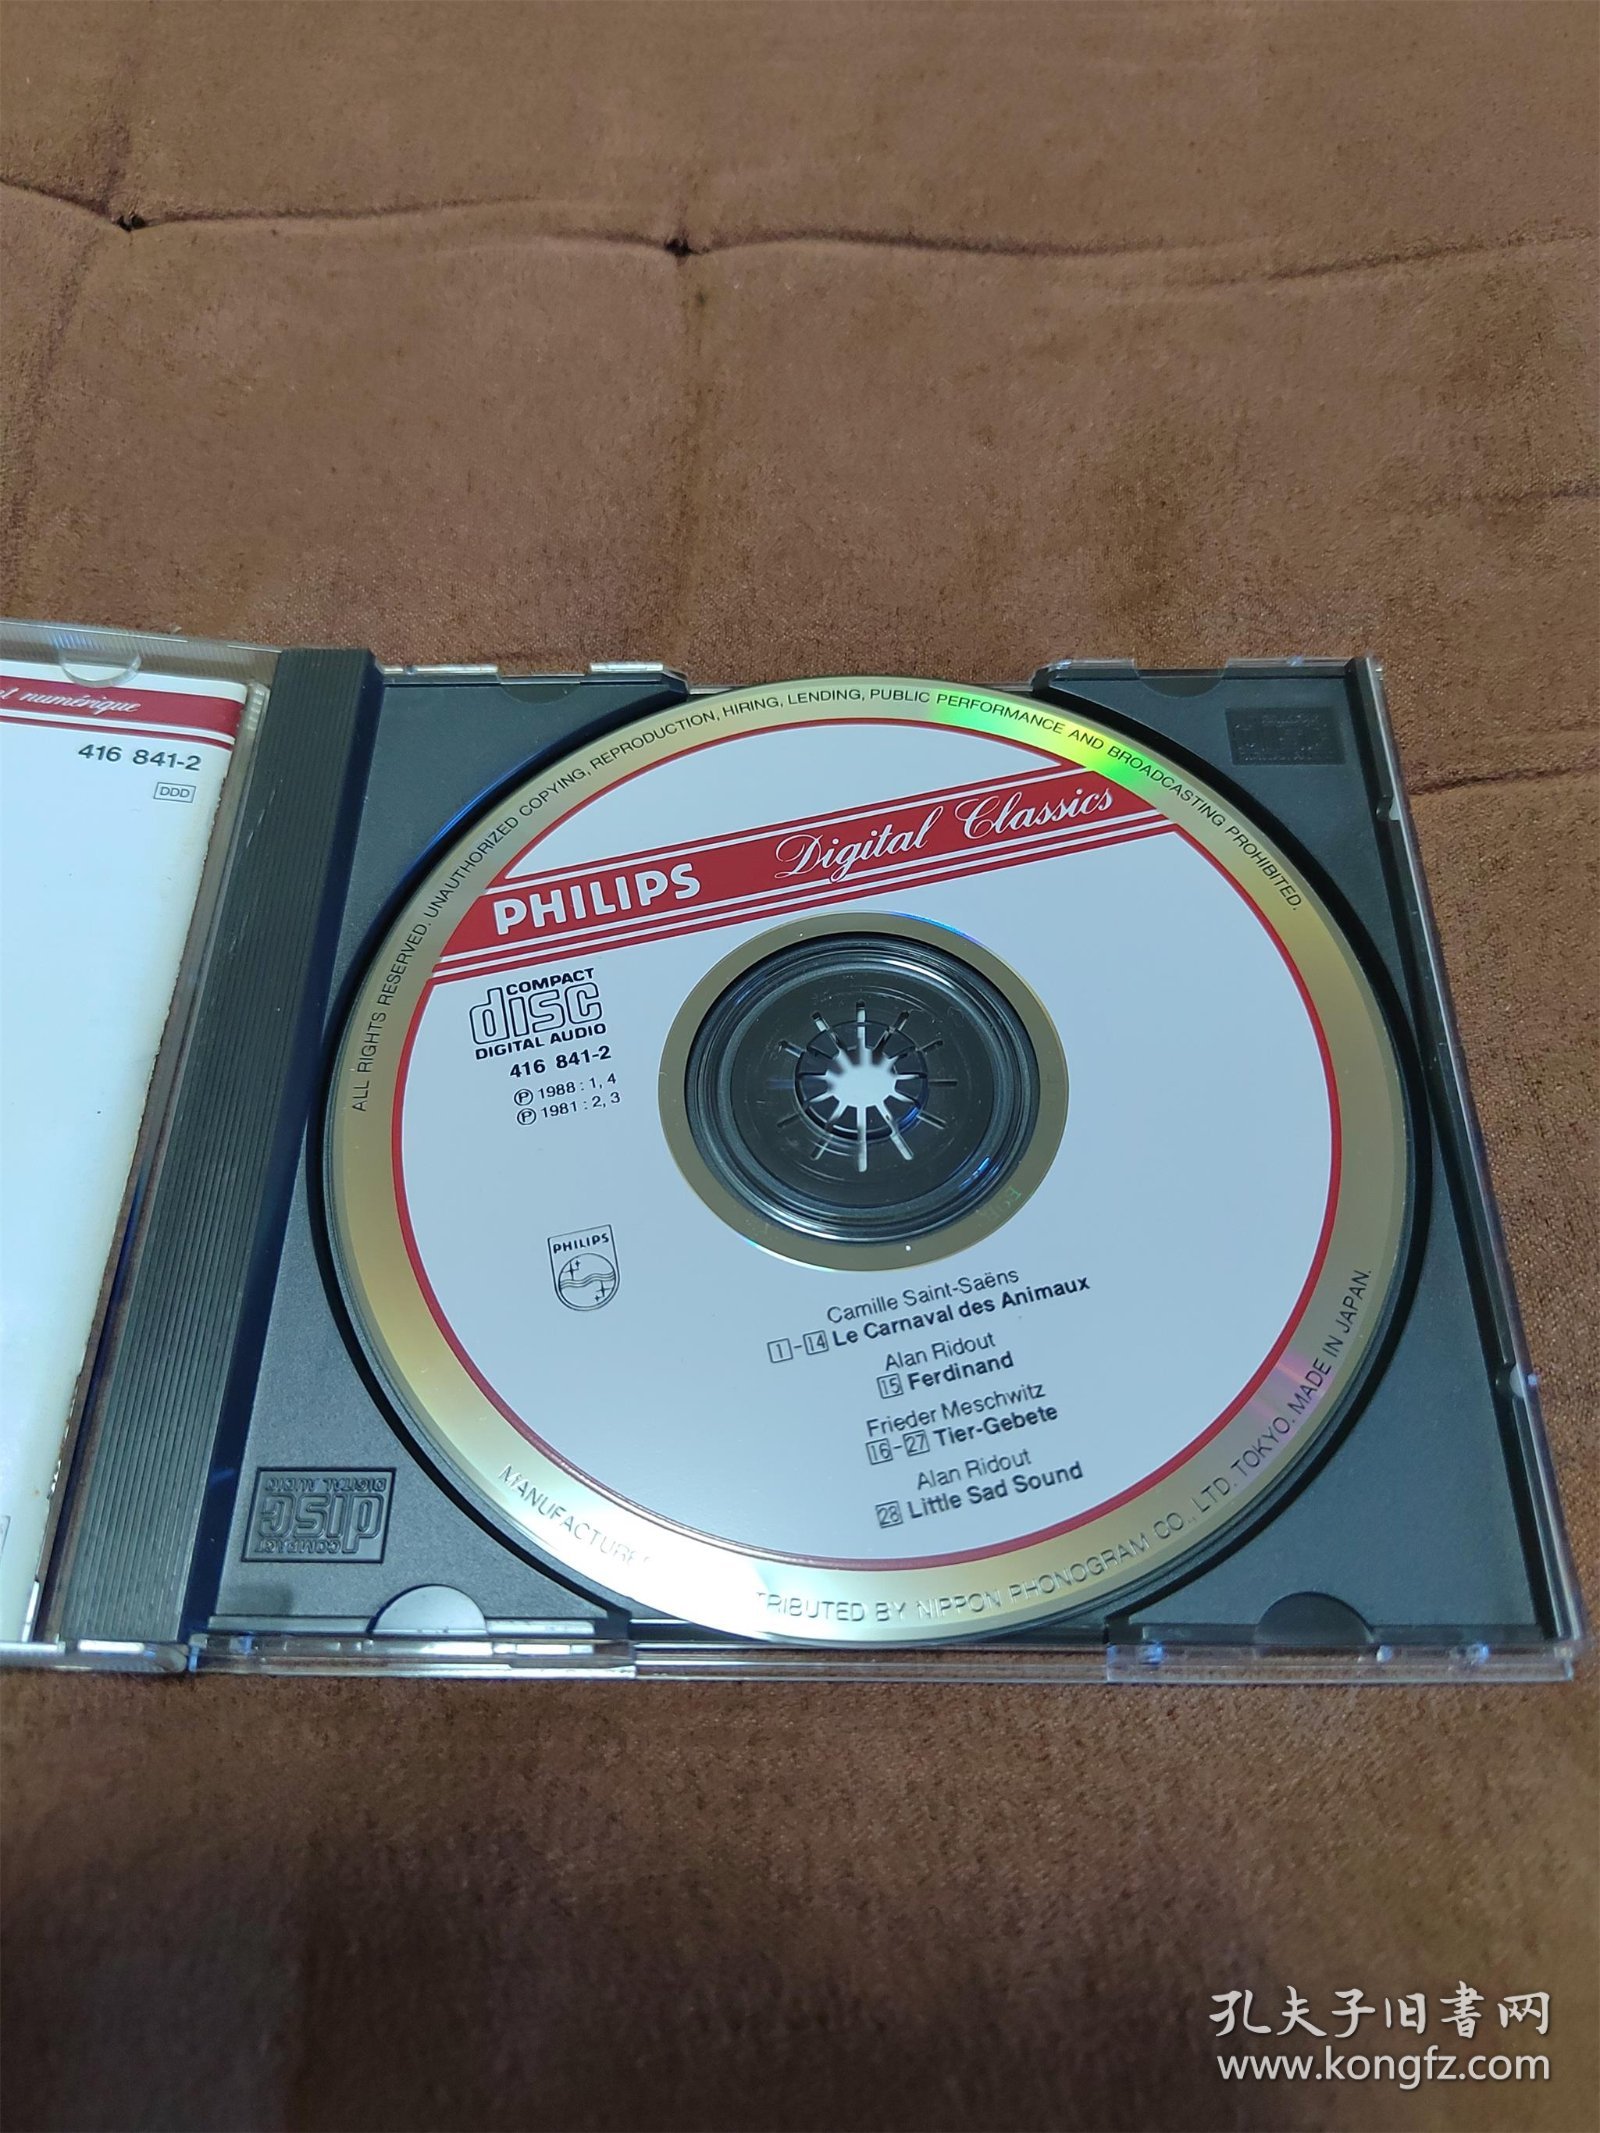 numérique
416 841-2
DDD
ALL RIGHTS RESERVED. UNAUTHORIZED COPYING, REPRODUCTION, HIRING, LENDING, PUBLIC PERFORMANCE AND BROADCASTING PROHIBITED.
PHILIPS Digital Classics
COMPACT
disc
DIGITAL AUDIO
416 841-2
Ⓟ 1988 : 1, 4
Ⓟ 1981 : 2, 3
PHILIPS
Camille Saint-Saëns
1-14 Le Carnaval des Animaux
Alan Ridout
15 Ferdinand
Frieder Meschwitz
16-27 Tier-Gebete
Alan Ridout
28 Little Sad Sound
MANUFACTURE
TRIBUTED BY NIPPON PHONOGRAM CO., LTD. TOKYO. MADE IN JAPAN.
COMPACT
disc
DIGITAL AUDIO
孔夫子旧书网
www.kongfz.com